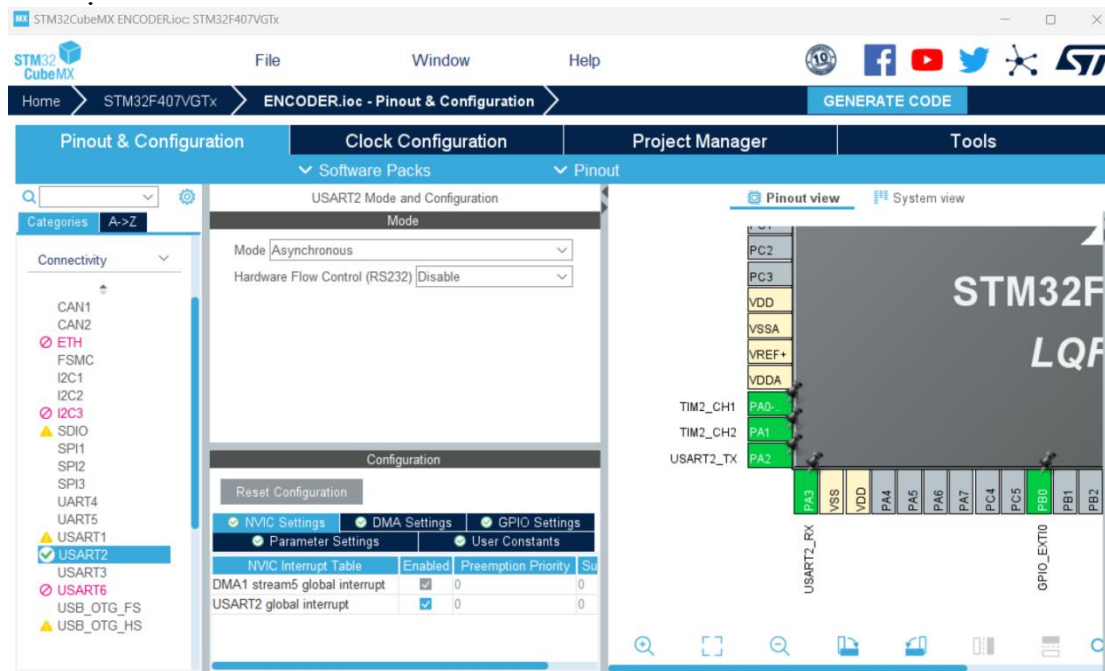 MX STM32CubeMX ENCODER.ioc: STM32F407VGTx
STM32
CubeMX
File Window Help
10
Home STM32F407VGTx ENCODER.ioc - Pinout & Configuration GENERATE CODE
Pinout & Configuration Clock Configuration Project Manager Tools
Software Packs Pinout
USART2 Mode and Configuration
Categories A->Z
Mode
Mode Asynchronous
Hardware Flow Control (RS232) Disable
Connectivity
CAN1
CAN2
ETH
FSMC
I2C1
I2C2
I2C3
SDIO
SPI1
SPI2
SPI3
UART4
UART5
USART1
USART2
USART3
USART6
USB_OTG_FS
USB_OTG_HS
Configuration
Reset Configuration
NVIC Settings DMA Settings GPIO Settings
Parameter Settings User Constants
NVIC Interrupt Table Enabled Preemption Priority Su
DMA1 stream5 global interrupt 0 0
USART2 global interrupt 0 0
Pinout view System view
PC2
PC3
VDD
VSSA
VREF+
VDDA
TIM2_CH1 PA0-..
TIM2_CH2 PA1
USART2_TX PA2
STM32F
LQF
PA3
VSS
VDD
PA4
PA5
PA6
PA7
PC4
PC5
PB0
PB1
PB2
USART2_RX
GPIO_EXTI0